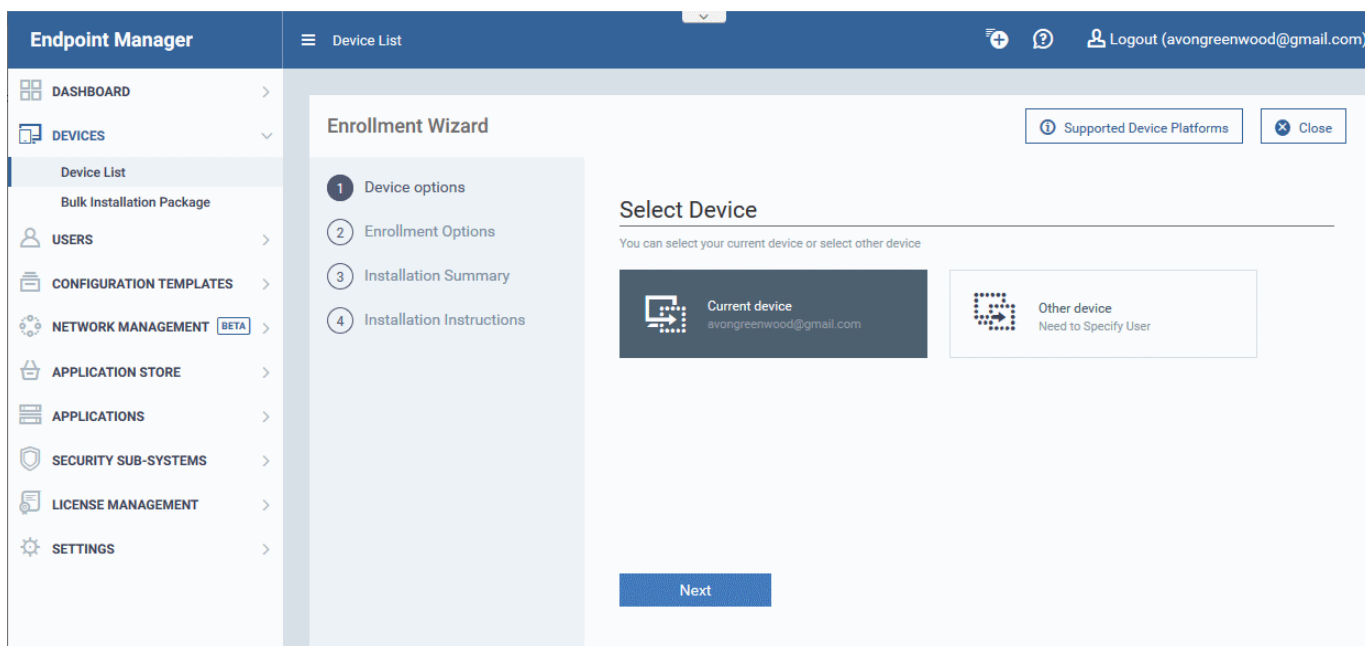 Endpoint Manager
Device List
Logout (avongreenwood@gmail.com)
DASHBOARD
DEVICES
Device List
Bulk Installation Package
USERS
CONFIGURATION TEMPLATES
NETWORK MANAGEMENT BETA
APPLICATION STORE
APPLICATIONS
SECURITY SUB-SYSTEMS
LICENSE MANAGEMENT
SETTINGS
Enrollment Wizard
Supported Device Platforms
Close
1 Device options
2 Enrollment Options
3 Installation Summary
4 Installation Instructions
Select Device
You can select your current device or select other device
Current device
avongreenwood@gmail.com
Other device
Need to Specify User
Next